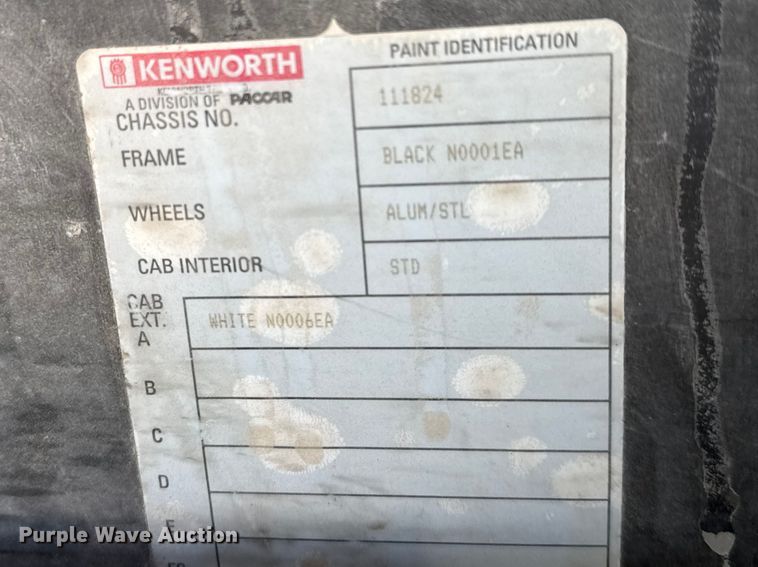 KENWORTH
A DIVISION OF PACCAR
PAINT IDENTIFICATION
CHASSIS NO. 111824
FRAME BLACK N0001EA
WHEELS ALUM/STL
CAB INTERIOR STD
CAB
EXT.
A WHITE N0006EA
B
C
D
E
Purple Wave Auction